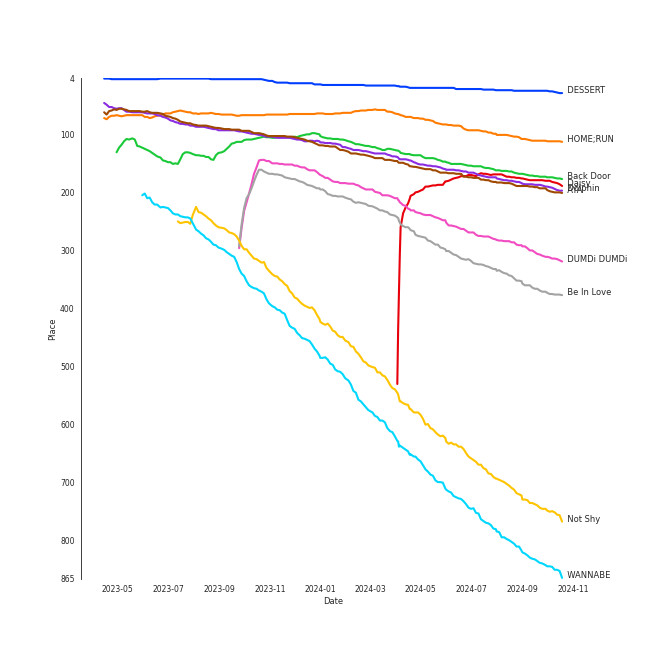 4
100
200
300
400
500
600
700
800
865
Place
2023-05
2023-07
2023-09
2023-11
2024-01
2024-03
2024-05
2024-07
2024-09
2024-11
Date
DESSERT
HOME;RUN
Back Door
Daisy
Dolphin
DUMDi DUMDi
Be In Love
Not Shy
WANNABE